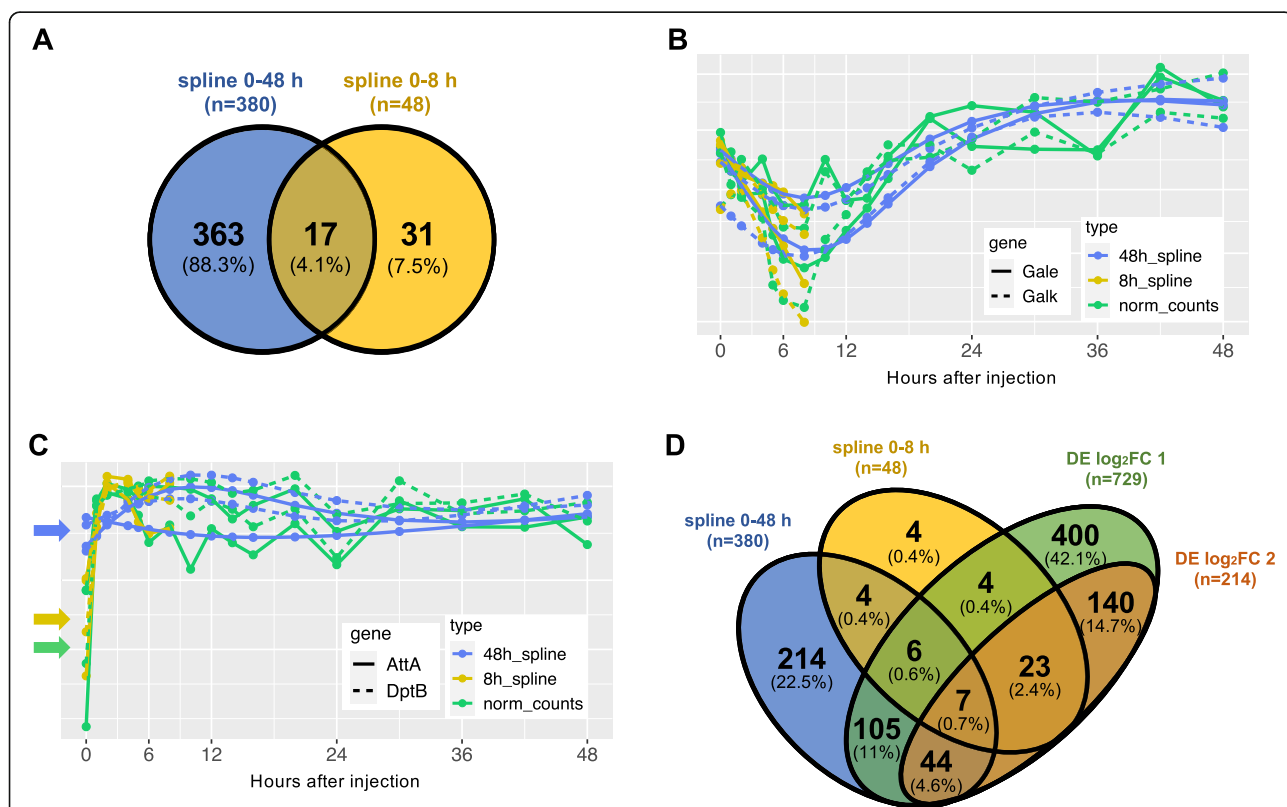 A
spline 0-48 h
(n=380)
spline 0-8 h
(n=48)
363
(88.3%)
17
(4.1%)
31
(7.5%)
B
gene
Gale
Galk
type
48h_spline
8h_spline
norm_counts
0 6 12 24 36 48
Hours after injection
C
gene
AttA
DptB
type
48h_spline
8h_spline
norm_counts
0 6 12 24 36 48
Hours after injection
D
spline 0-48 h
(n=380)
spline 0-8 h
(n=48)
DE log₂FC 1
(n=729)
DE log₂FC 2
(n=214)
4
(0.4%)
400
(42.1%)
4
(0.4%)
4
(0.4%)
140
(14.7%)
214
(22.5%)
6
(0.6%)
23
(2.4%)
7
(0.7%)
105
(11%)
44
(4.6%)